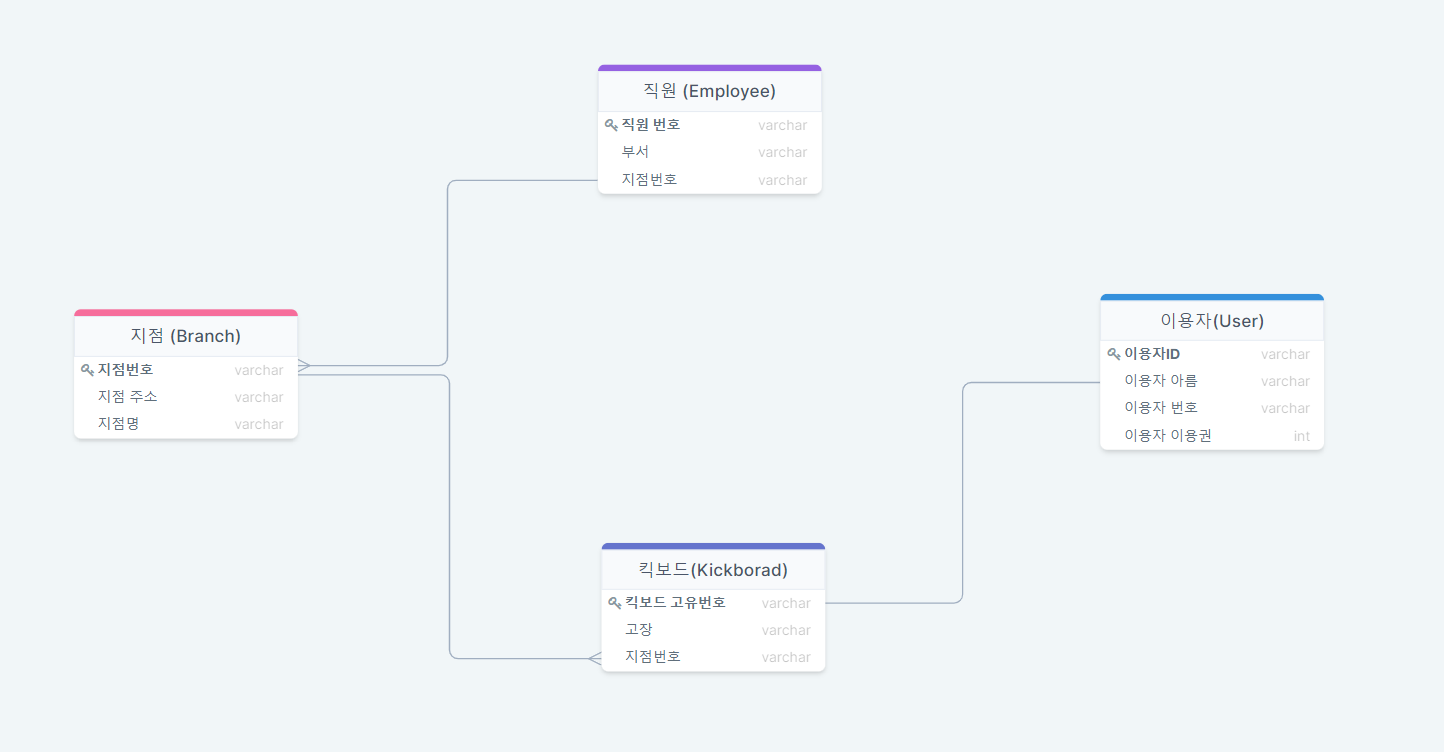 직원 (Employee)
직원 번호 varchar
부서 varchar
지점번호 varchar
지점 (Branch)
지점번호 varchar
지점 주소 varchar
지점명 varchar
이용자(User)
이용자ID varchar
이용자 아름 varchar
이용자 번호 varchar
이용자 이용권 int
킥보드(Kickborad)
킥보드 고유번호 varchar
고장 varchar
지점번호 varchar